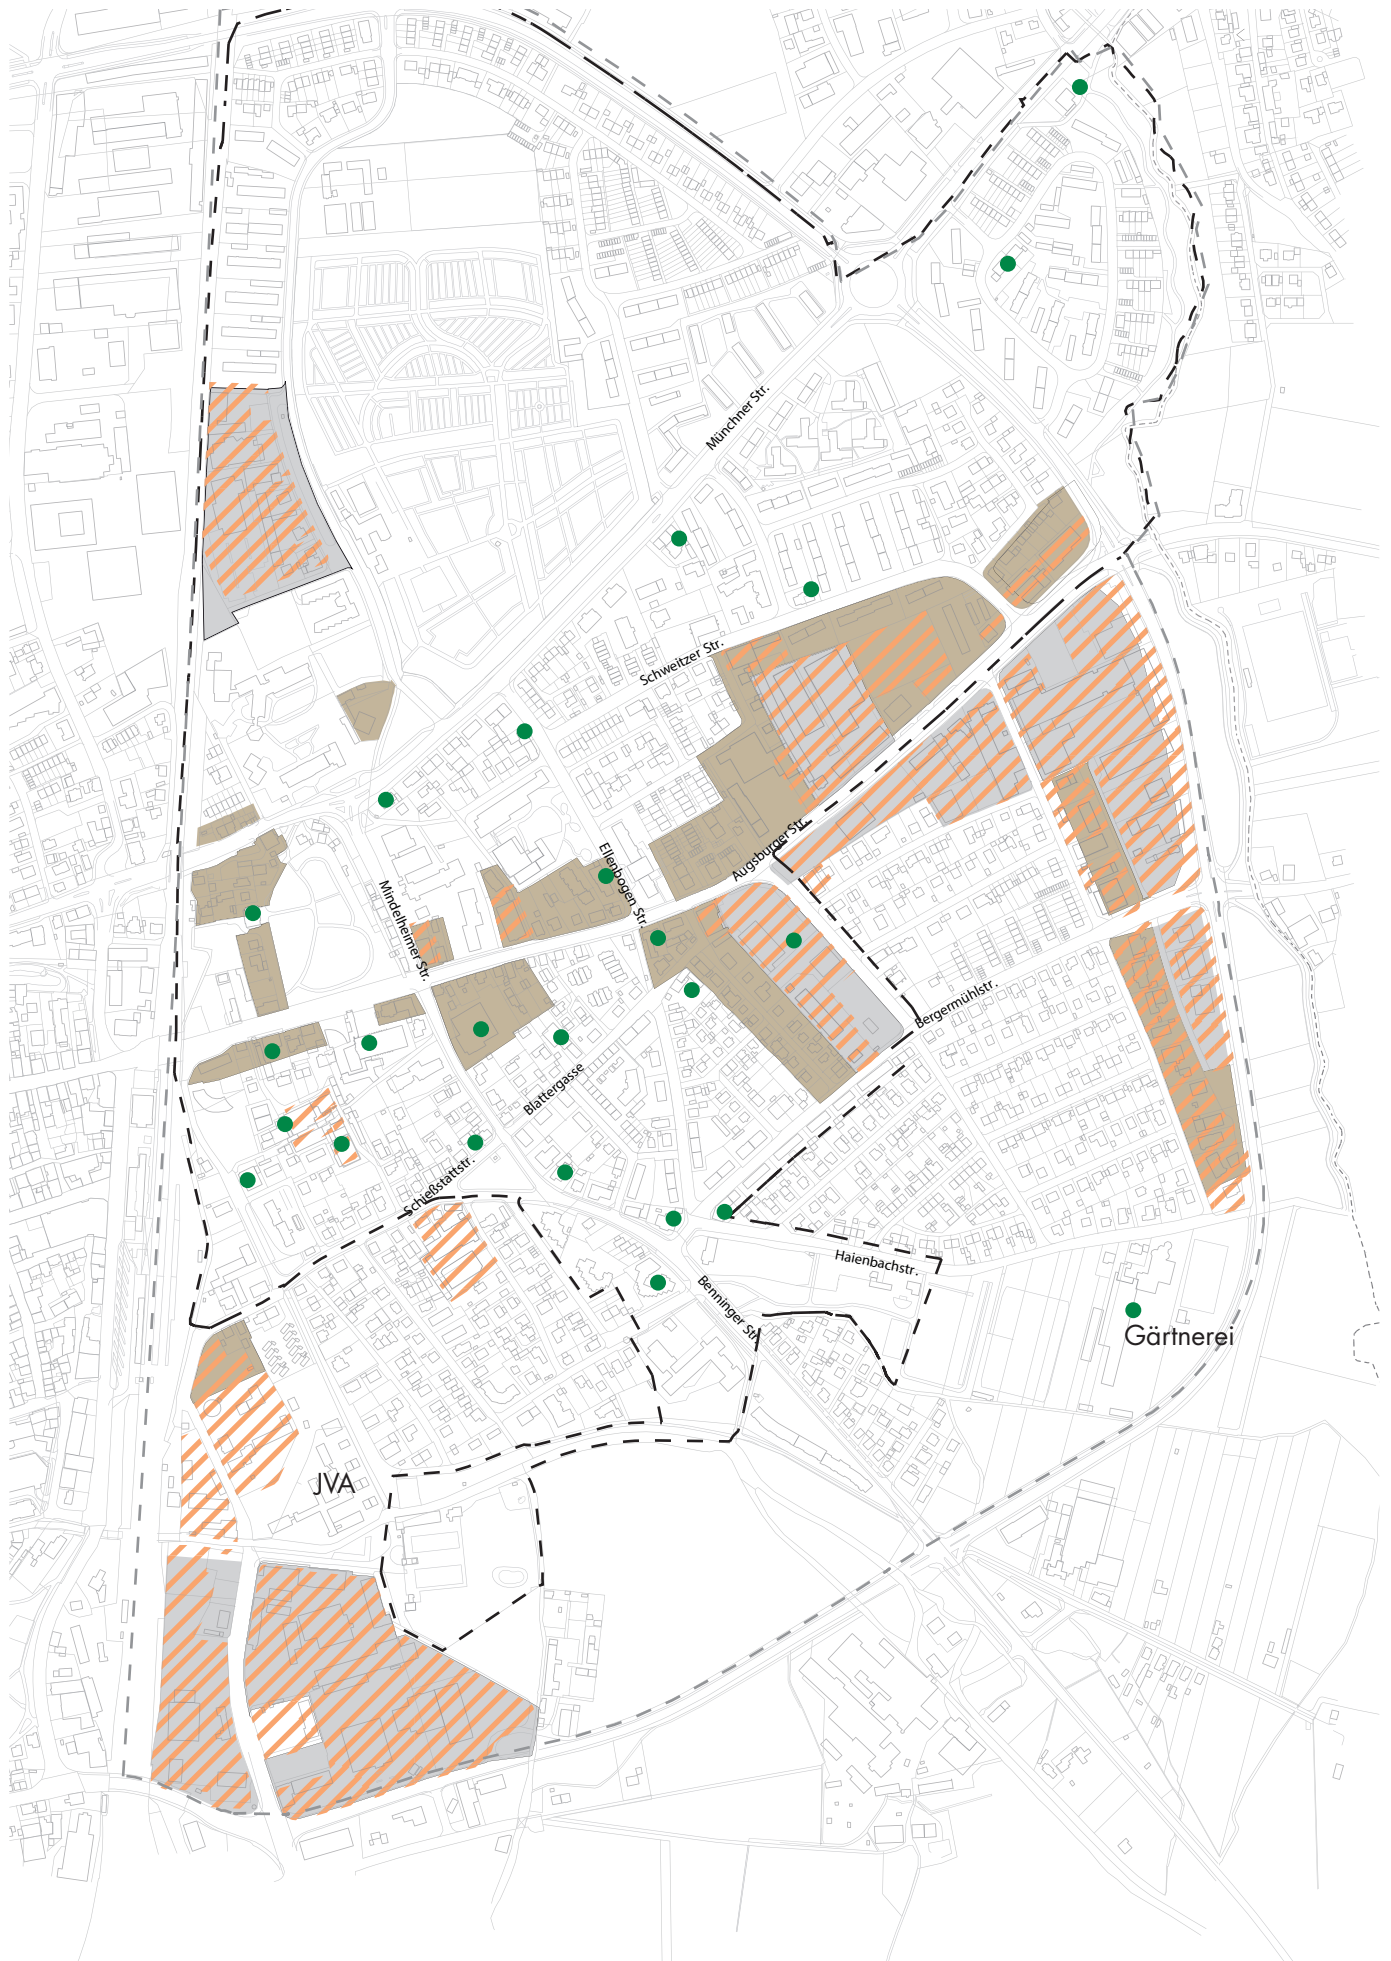 Münchner Str.
Schweitzer Str.
Augsburger Str.
Ellenbogen Str.
Mindelheimer Str.
Bergermühlstr.
Blattergasse
Schießstattstr.
Haienbachstr.
Benninger Str.
Gärtnerei
JVA